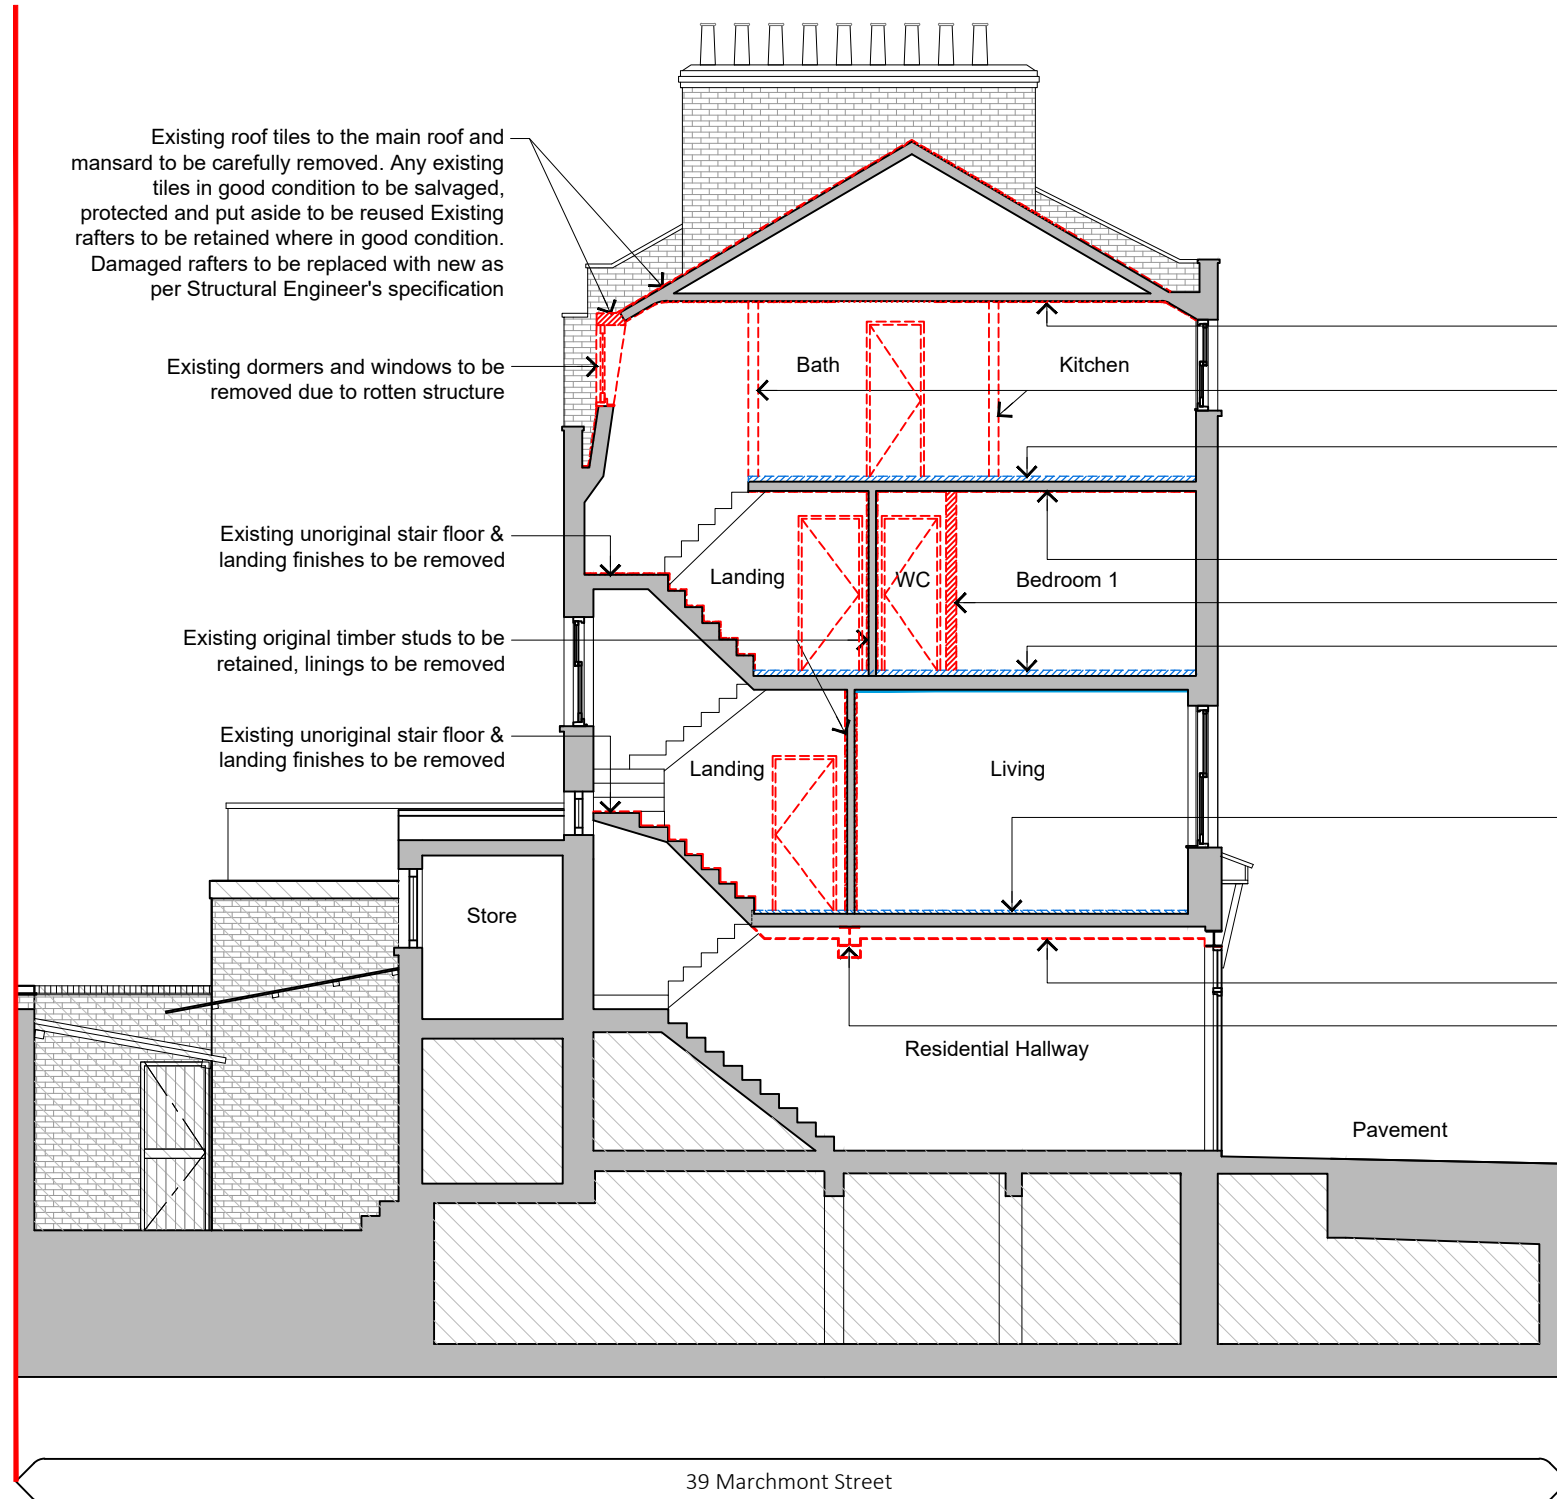 Existing roof tiles to the main roof and
mansard to be carefully removed. Any existing
tiles in good condition to be salvaged,
protected and put aside to be reused Existing
rafters to be retained where in good condition.
Damaged rafters to be replaced with new as
per Structural Engineer's specification
Existing dormers and windows to be
removed due to rotten structure
Bath
Kitchen
Existing unoriginal stair floor &
landing finishes to be removed
Landing
WC
Bedroom 1
Existing original timber studs to be
retained, linings to be removed
Existing unoriginal stair floor &
landing finishes to be removed
Landing
Living
Store
Residential Hallway
Pavement
39 Marchmont Street